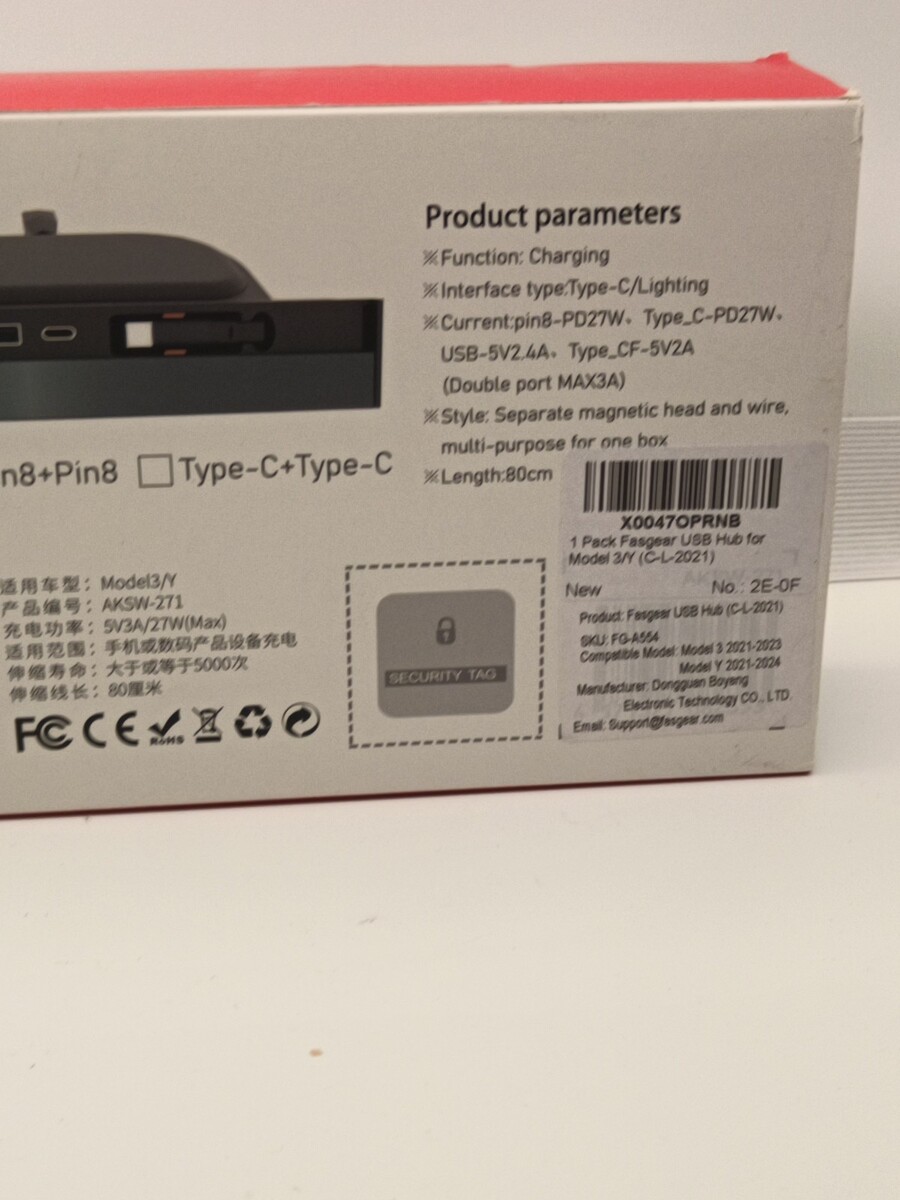 Product parameters
※Function: Charging
※Interface type:Type-C/Lighting
※Current:pin8-PD27W、Type_C-PD27W、
USB-5V2.4A、Type_CF-5V2A
(Double port MAX3A)
※Style: Separate magnetic head and wire,
multi-purpose for one box
※Length:80cm
n8+Pin8 □Type-C+Type-C
适用车型：Model3/Y
产品编号：AKSW-271
充电功率：5V3A/27W(Max)
适用范围：手机或数码产品设备充电
伸缩寿命：大于或等于5000次
伸缩线长：80厘米
FC CE RoHS
SECURITY TAG
X0047OPRNB
1 Pack Fasgear USB Hub for
Model 3/Y (C-L-2021)
New No.: 2E-0F
Product: Fasgear USB Hub (C-L-2021)
SKU: FG-A554
Compatible Model: Model 3 2021-2023
Model Y 2021-2024
Manufacturer: Dongguan Boyang
Electronic Technology CO., LTD.
Email: Support@fasgear.com